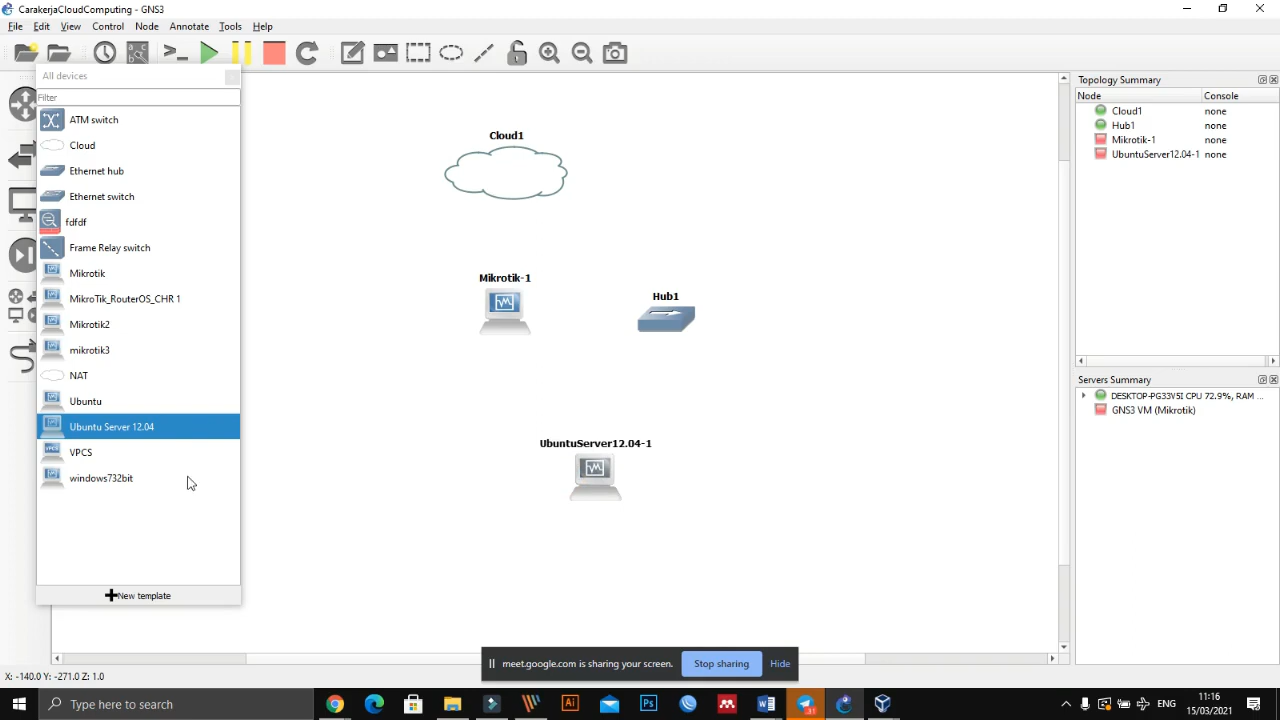 CarakerjaCloudComputing - GNS3
File Edit View Control Node Annotate Tools Help
All devices
Filter
ATM switch
Cloud
Ethernet hub
Ethernet switch
fdfdf
Frame Relay switch
Mikrotik
MikroTik_RouterOS_CHR 1
Mikrotik2
mikrotik3
NAT
Ubuntu
Ubuntu Server 12.04
VPCS
windows732bit
New template
Cloud1
Mikrotik-1
Hub1
UbuntuServer12.04-1
Topology Summary
Node Console
Cloud1 none
Hub1 none
Mikrotik-1 none
UbuntuServer12.04-1 none
Servers Summary
DESKTOP-PG33V5I CPU 72.9%, RAM ...
GNS3 VM (Mikrotik)
meet.google.com is sharing your screen. Stop sharing Hide
X: -140.0 Y: -271.0 Z: 1.0
Type here to search
ENG
11:16
15/03/2021